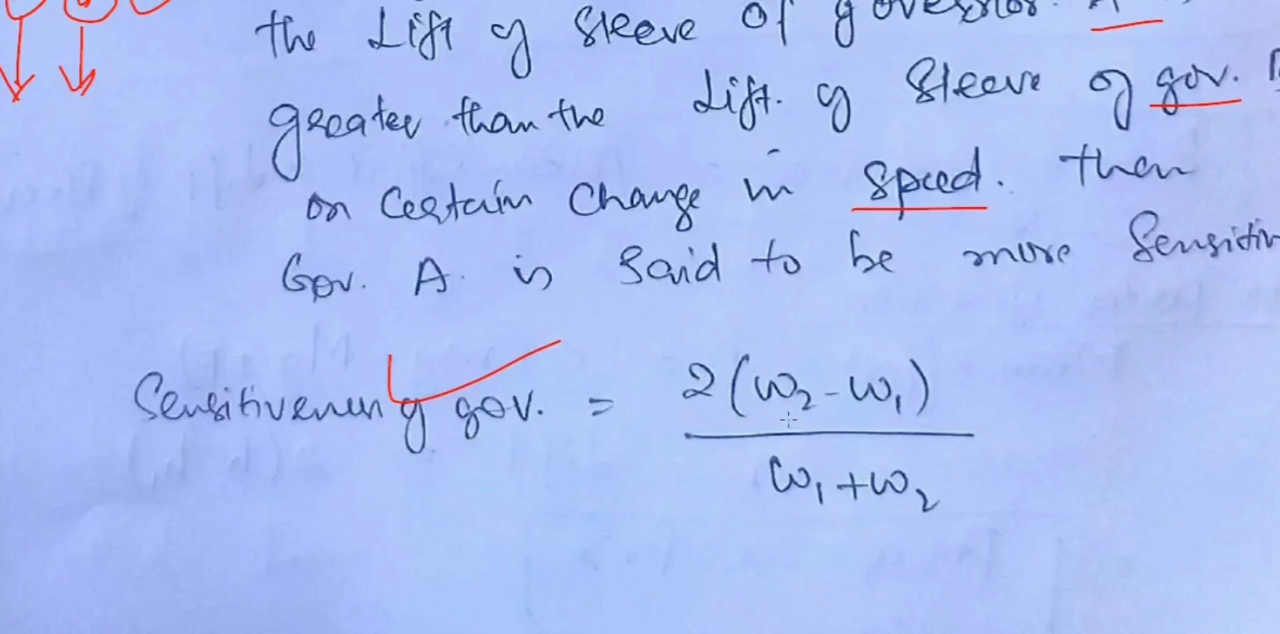 the Lift of Sleeve of governor. A
greater than the Lift. of Sleeve of gov.
on Certain Change in Speed. then
Gov. A. is Said to be more
Sensitiveness of gov. = 2(ω₂-ω₁) / ω₁+ω₂